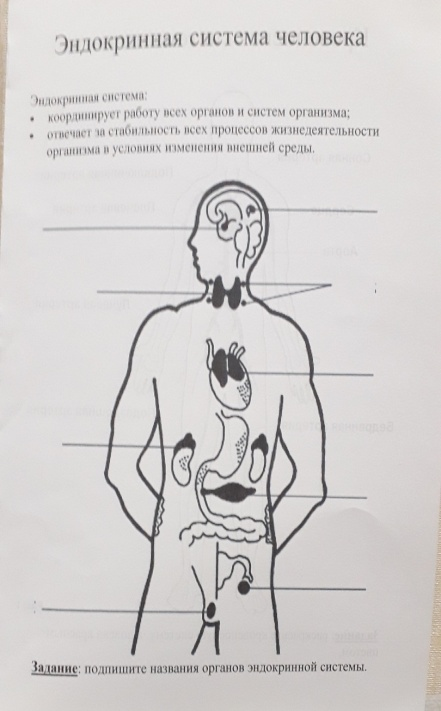 Эндокринная система человека
Эндокринная система:
• координирует работу всех органов и систем организма;
• отвечает за стабильность всех процессов жизнедеятельности
организма в условиях изменения внешней среды.
Задание: подпишите названия органов эндокринной системы.